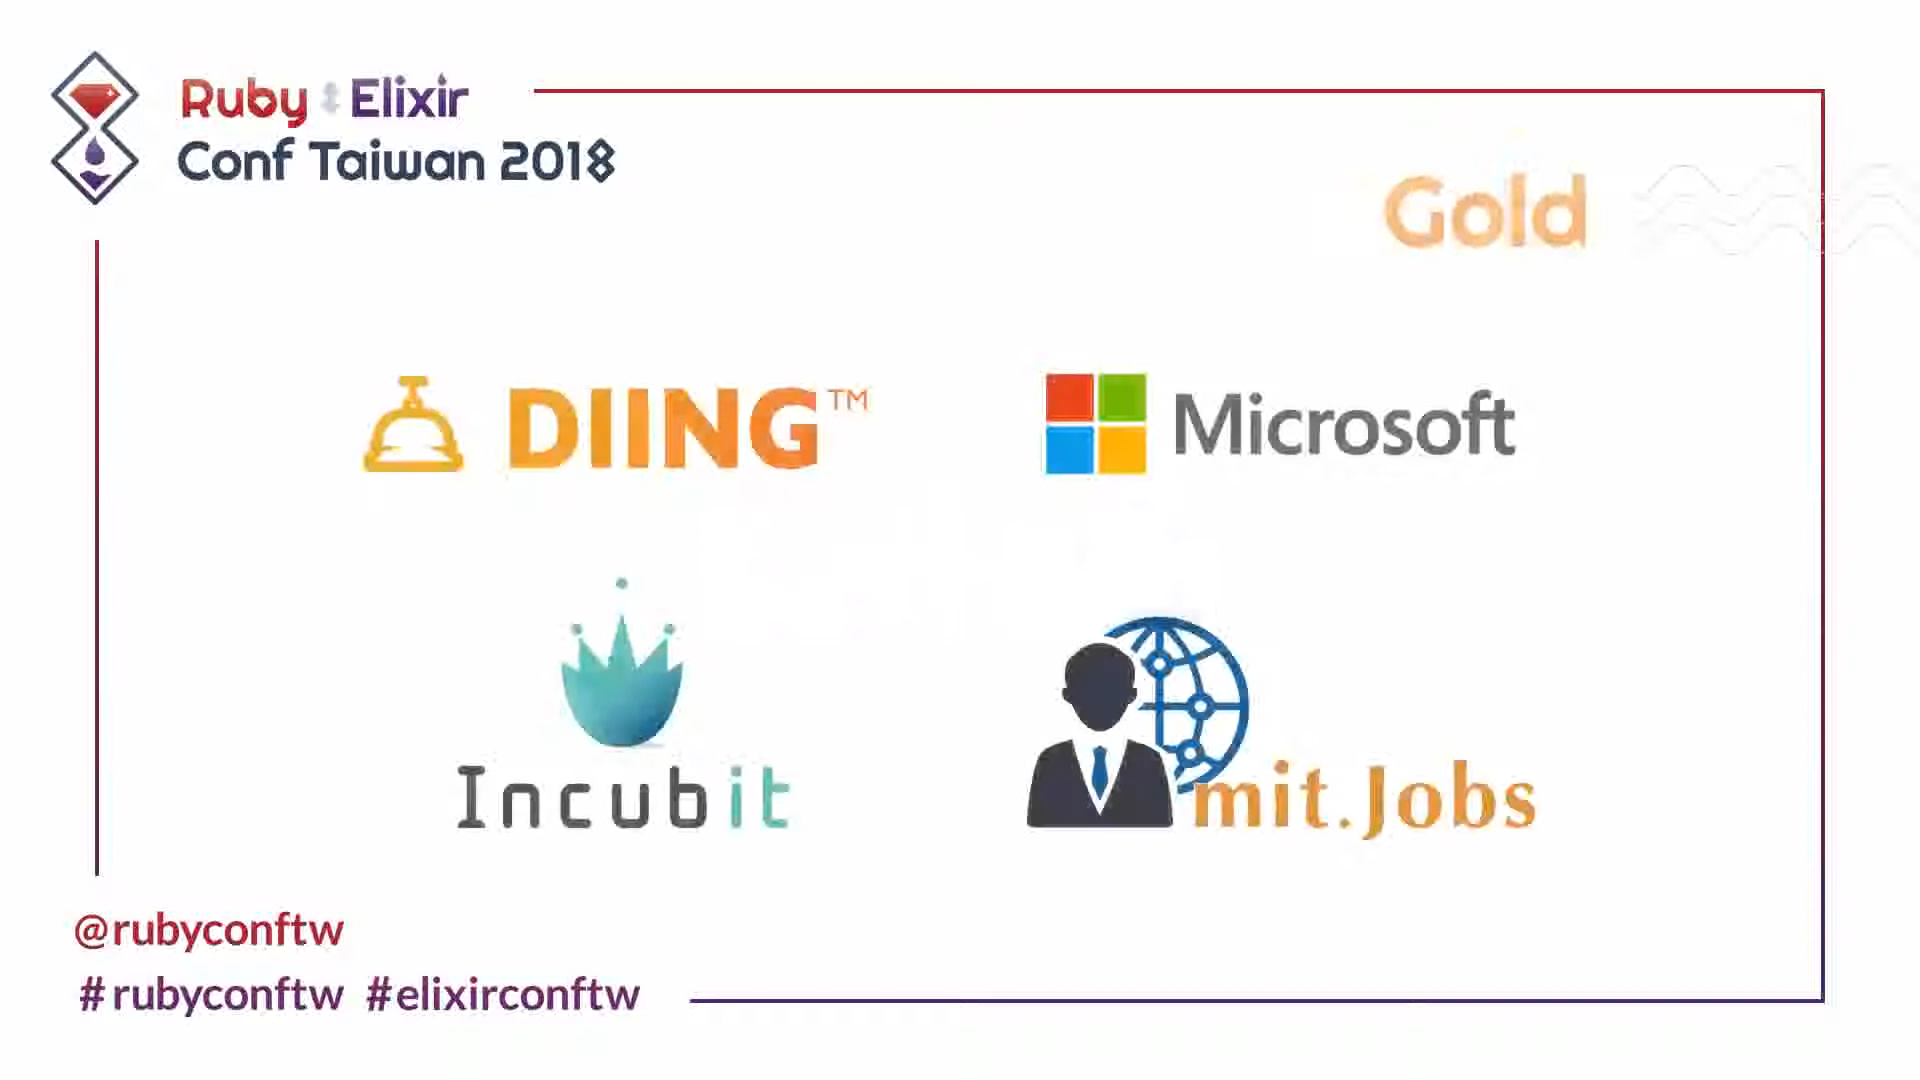 Ruby Elixir
Conf Taiwan 2018
Gold
DIING™
Microsoft
Incubit
mit.Jobs
@rubyconftw
#rubyconftw #elixirconftw